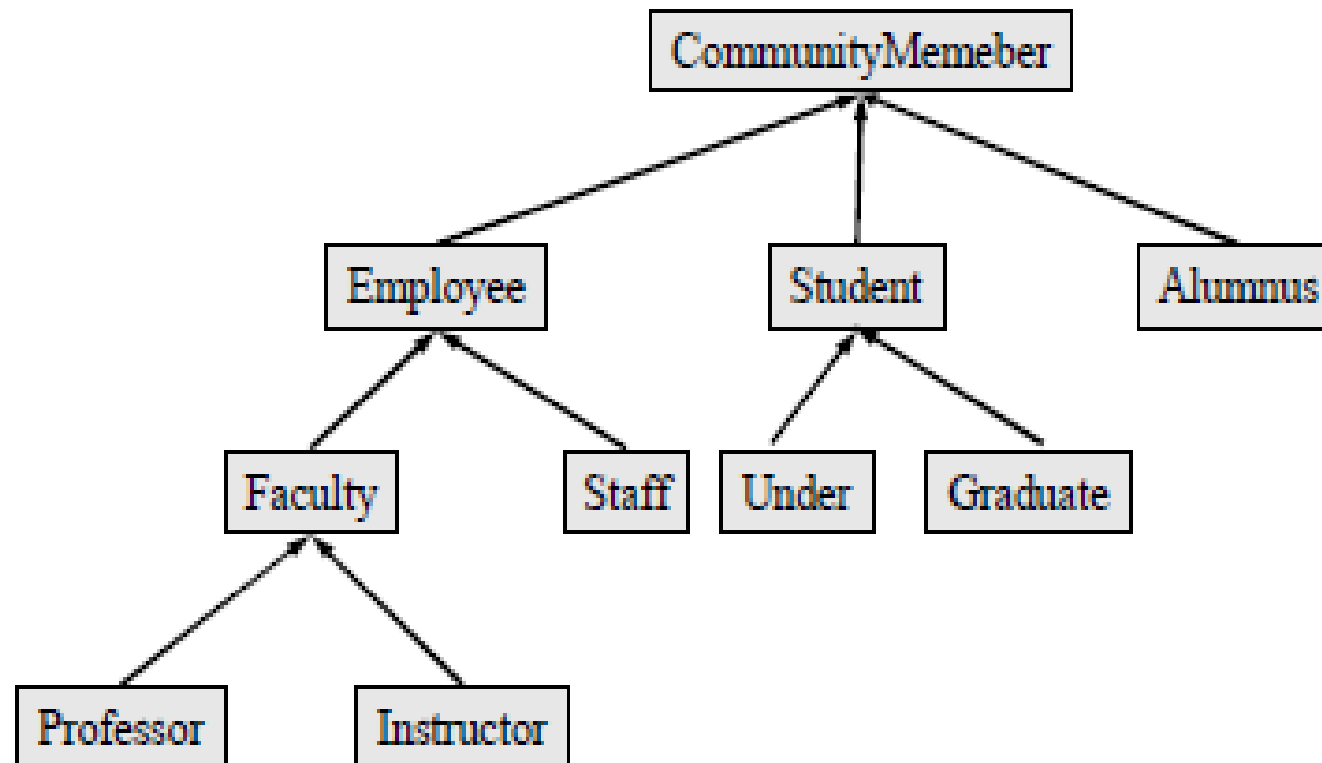 CommunityMemeber
Employee
Student
Alumnus
Faculty
Staff
Under
Graduate
Professor
Instructor